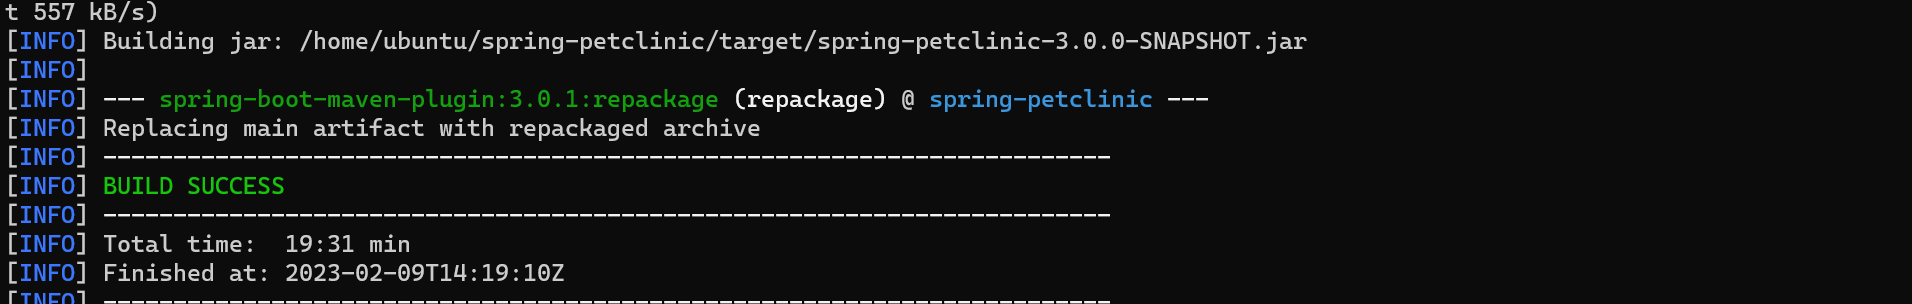 t 557 kB/s)
[INFO] Building jar: /home/ubuntu/spring-petclinic/target/spring-petclinic-3.0.0-SNAPSHOT.jar
[INFO]
[INFO] --- spring-boot-maven-plugin:3.0.1:repackage (repackage) @ spring-petclinic ---
[INFO] Replacing main artifact with repackaged archive
[INFO] ------------------------------------------------------------------------
[INFO] BUILD SUCCESS
[INFO] ------------------------------------------------------------------------
[INFO] Total time:  19:31 min
[INFO] Finished at: 2023-02-09T14:19:10Z
[INFO] ------------------------------------------------------------------------